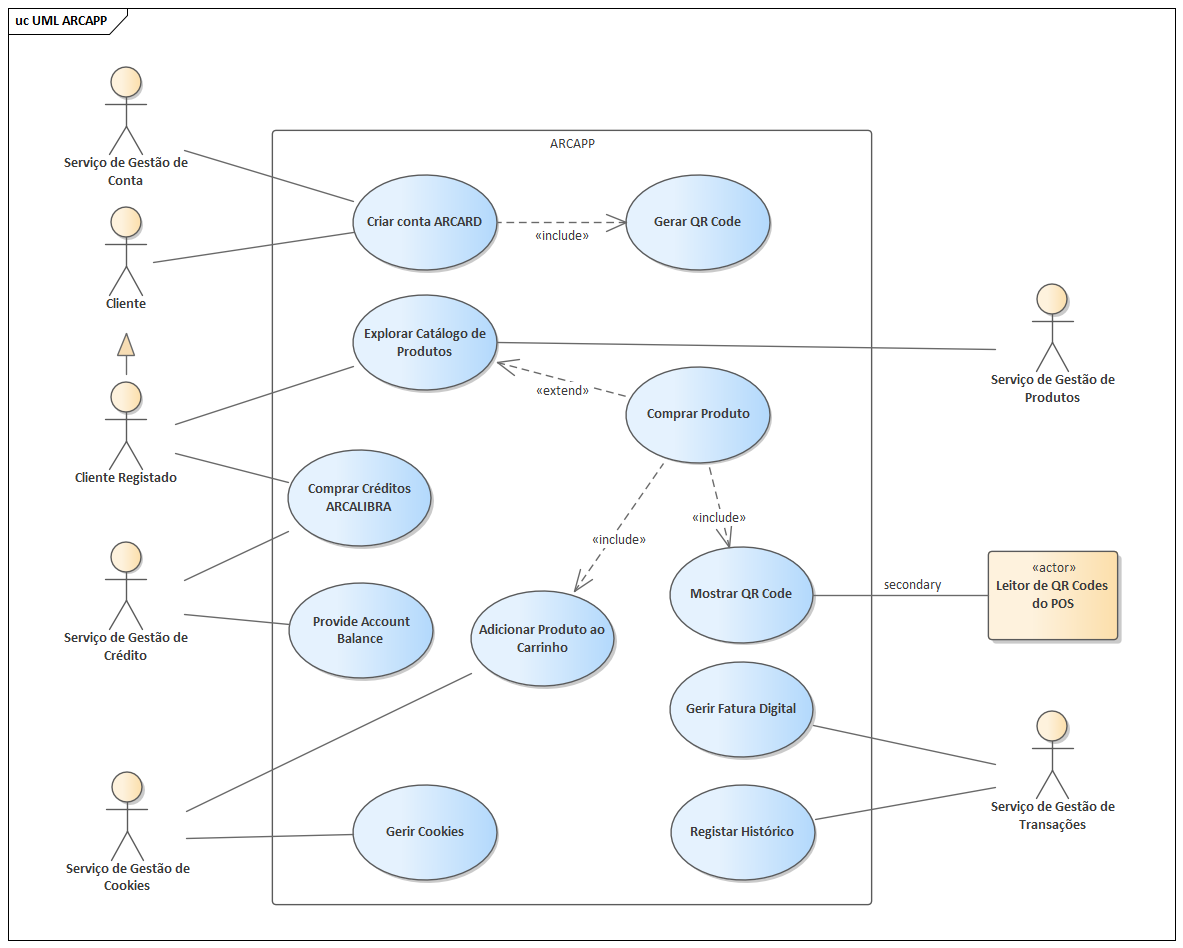 uc UML ARCAPP
ARCAPP
Serviço de Gestão de
Conta
Criar conta ARCARD
«include»
Gerar QR Code
Cliente
Explorar Catálogo de
Produtos
«extend»
Comprar Produto
Serviço de Gestão de
Produtos
Cliente Registado
Comprar Créditos
ARCALIBRA
«include»
«include»
Serviço de Gestão de
Crédito
Provide Account
Balance
Adicionar Produto ao
Carrinho
Mostrar QR Code
secondary
«actor»
Leitor de QR Codes
do POS
Gerir Fatura Digital
Serviço de Gestão de
Transações
Serviço de Gestão de
Cookies
Gerir Cookies
Registar Histórico